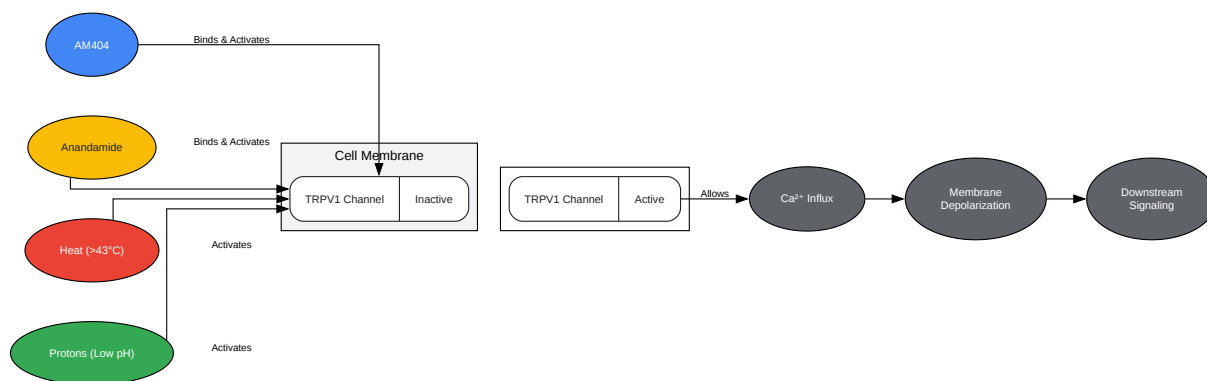 AM404
Binds & Activates
Anandamide
Binds & Activates
Cell Membrane
TRPV1 Channel
Inactive
TRPV1 Channel
Active
Allows
Ca²⁺ Influx
Membrane
Depolarization
Downstream
Signaling
Heat (>43°C)
Activates
Protons (Low pH)
Activates